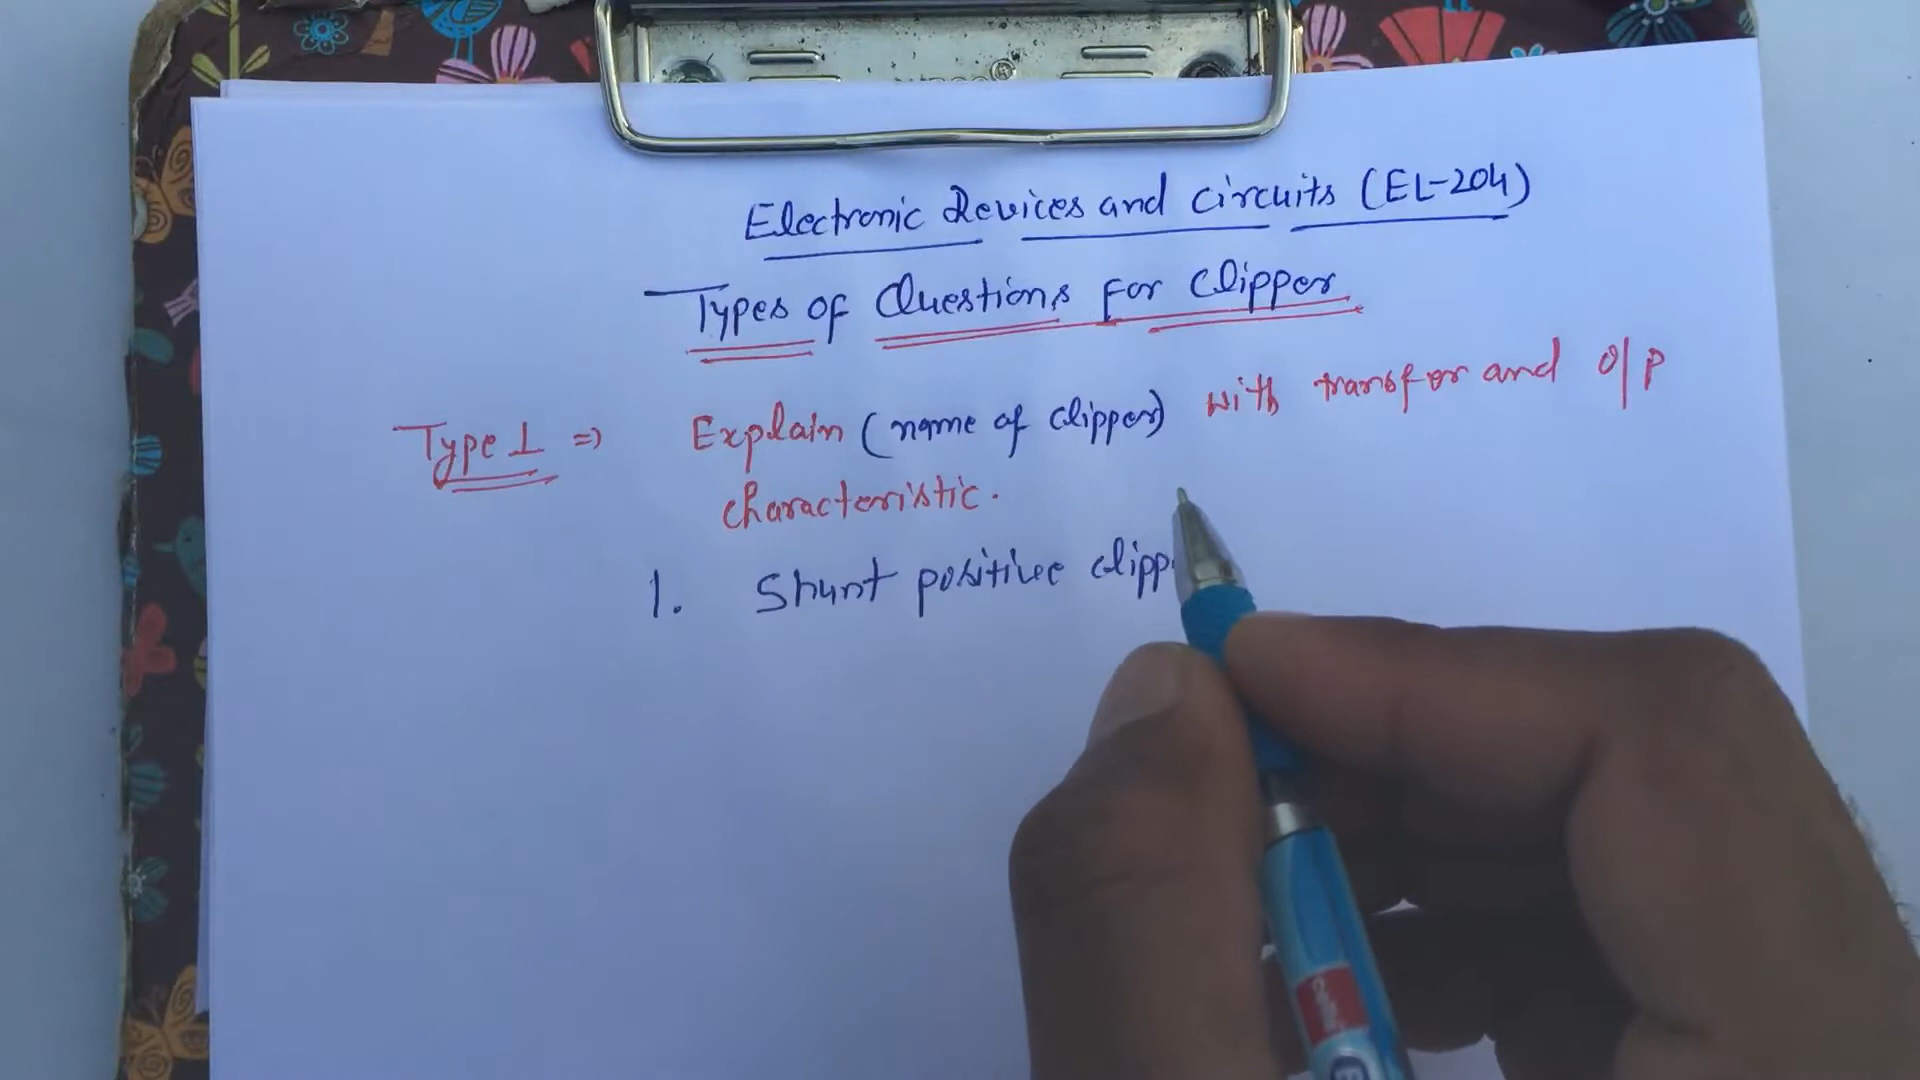 Electronic Devices and circuits (EL-204)
Types of Questions for Clipper
Type 1 => Explain (name of clipper) with transfer and o/p
characteristic.
1. Shunt positive clipp